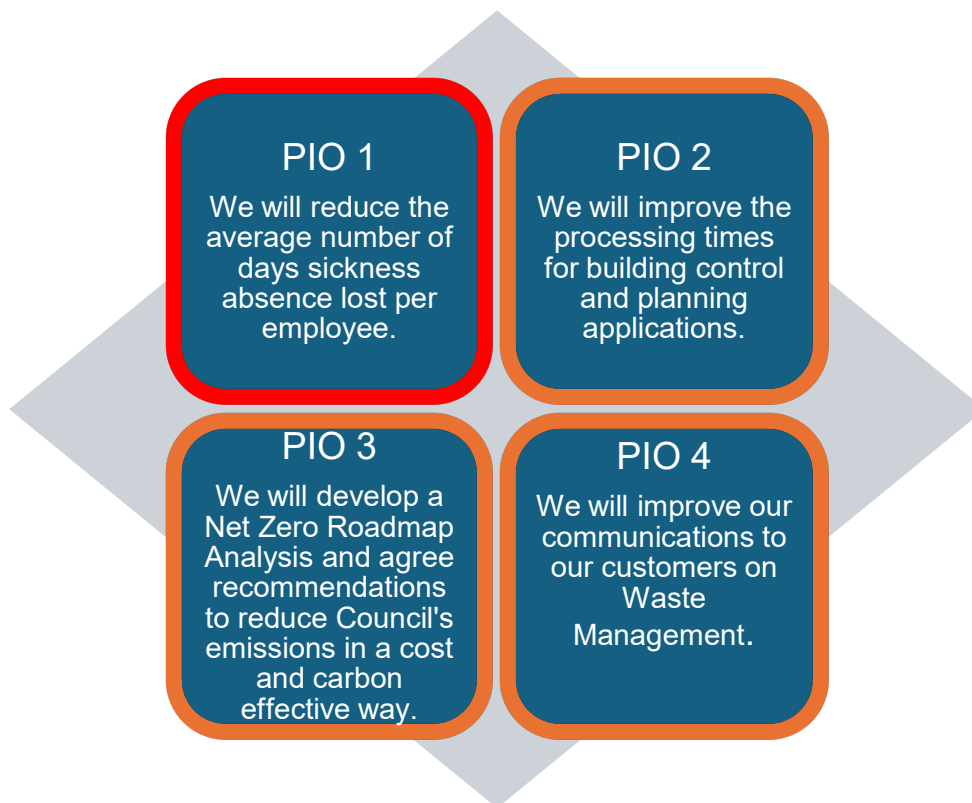 PIO 1
We will reduce the
average number of
days sickness
absence lost per
employee.
PIO 2
We will improve the
processing times
for building control
and planning
applications.
PIO 3
We will develop a
Net Zero Roadmap
Analysis and agree
recommendations
to reduce Council's
emissions in a cost
and carbon
effective way.
PIO 4
We will improve our
communications to
our customers on
Waste
Management.